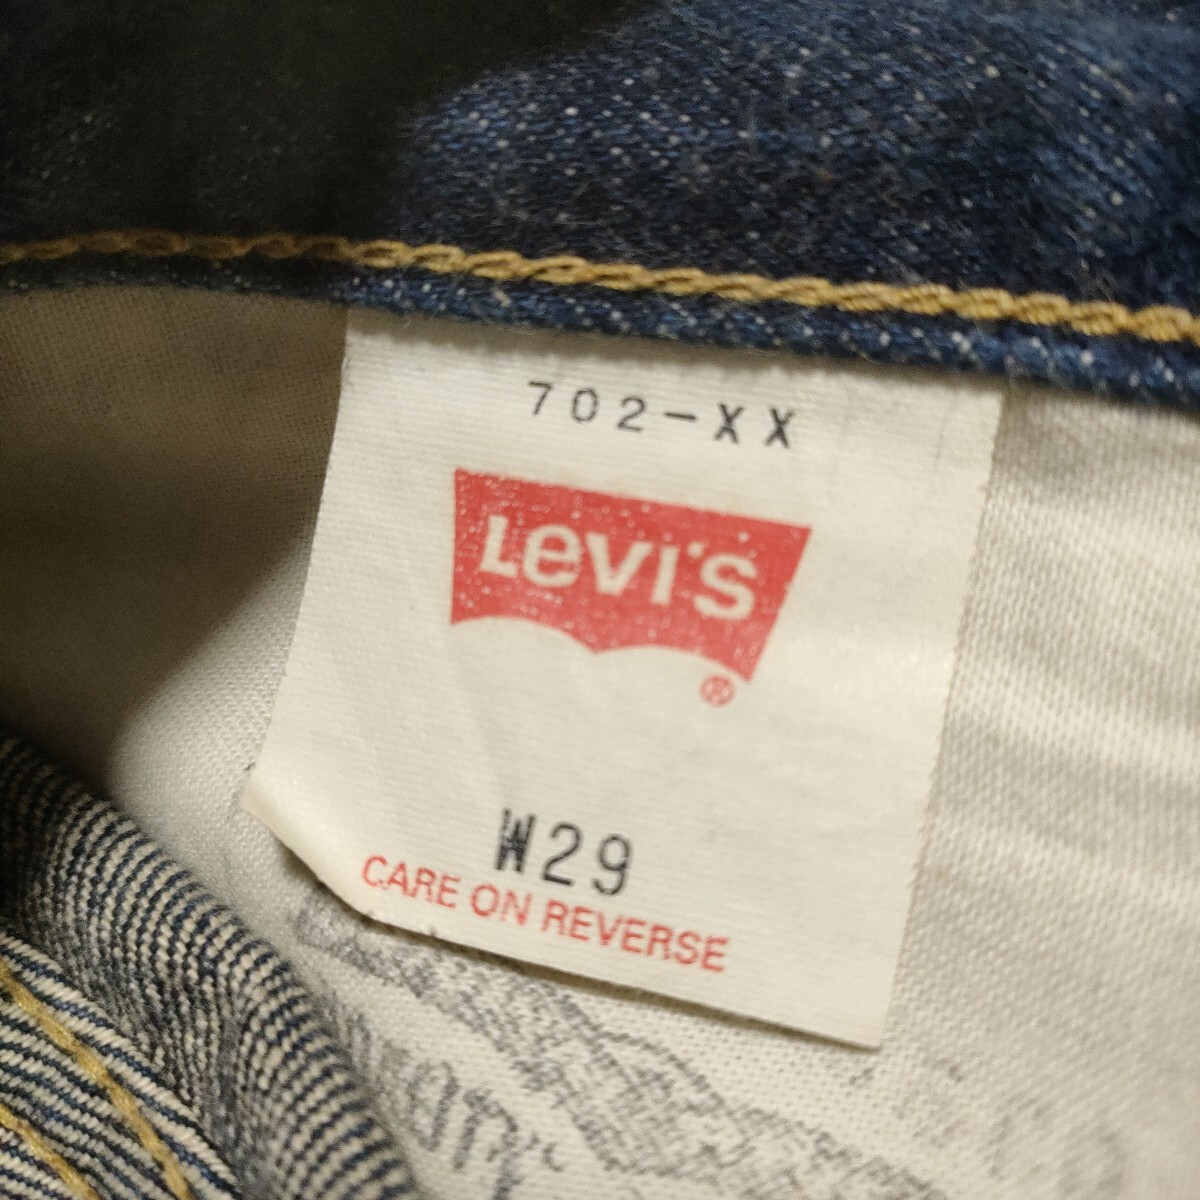 702-XX
LEVI'S
®
W29
CARE ON REVERSE